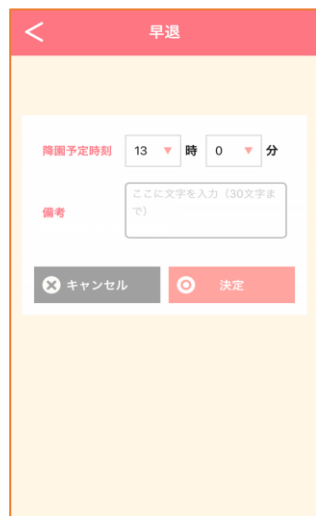 早退
降園予定時刻 13 時 0 分
備考
ここに文字を入力（30文字ま
で）
キャンセル 決定